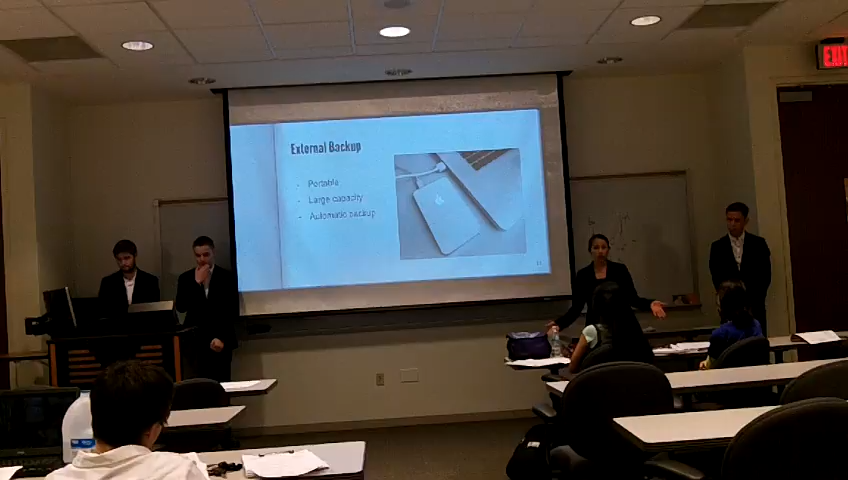 External Backup
- Portable
- Large capacity
- Automatic backup
EXIT